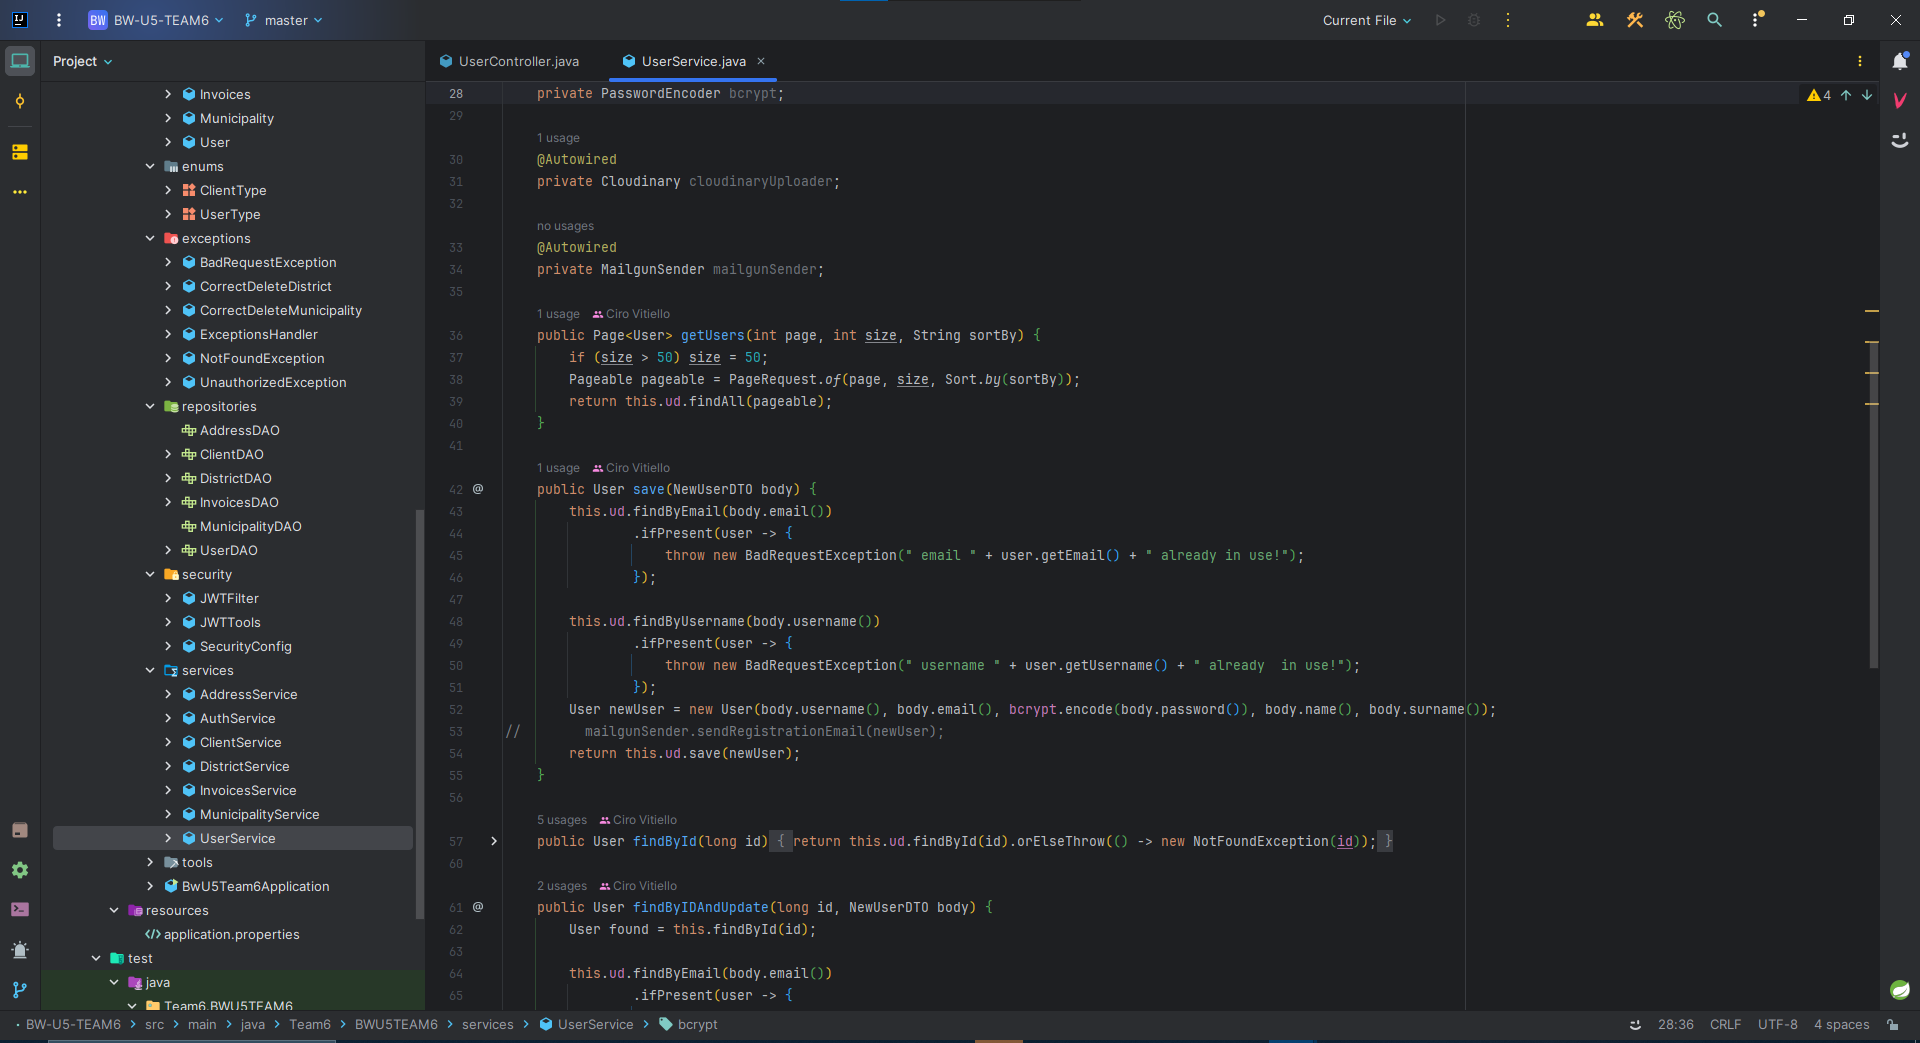 BW BW-U5-TEAM6 master Current File
Project
Invoices
Municipality
User
enums
ClientType
UserType
exceptions
BadRequestException
CorrectDeleteDistrict
CorrectDeleteMunicipality
ExceptionsHandler
NotFoundException
UnauthorizedException
repositories
AddressDAO
ClientDAO
DistrictDAO
InvoicesDAO
MunicipalityDAO
UserDAO
security
JWTFilter
JWTTools
SecurityConfig
services
AddressService
AuthService
ClientService
DistrictService
InvoicesService
MunicipalityService
UserService
tools
BwU5Team6Application
resources
application.properties
test
java
Team6.BWU5TEAM6
UserController.java UserService.java
4
28 private PasswordEncoder bcrypt;
29
1 usage
30 @Autowired
31 private Cloudinary cloudinaryUploader;
32
no usages
33 @Autowired
34 private MailgunSender mailgunSender;
35
1 usage Ciro Vitiello
36 public Page<User> getUsers(int page, int size, String sortBy) {
37 if (size > 50) size = 50;
38 Pageable pageable = PageRequest.of(page, size, Sort.by(sortBy));
39 return this.ud.findAll(pageable);
40 }
41
1 usage Ciro Vitiello
42 @ public User save(NewUserDTO body) {
43 this.ud.findByEmail(body.email())
44 .ifPresent(user -> {
45 throw new BadRequestException(" email " + user.getEmail() + " already in use!");
46 });
47
48 this.ud.findByUsername(body.username())
49 .ifPresent(user -> {
50 throw new BadRequestException(" username " + user.getUsername() + " already  in use!");
51 });
52 User newUser = new User(body.username(), body.email(), bcrypt.encode(body.password()), body.name(), body.surname());
53 // mailgunSender.sendRegistrationEmail(newUser);
54 return this.ud.save(newUser);
55 }
56
5 usages Ciro Vitiello
57 public User findById(long id) { return this.ud.findById(id).orElseThrow(() -> new NotFoundException(id)); }
60
2 usages Ciro Vitiello
61 @ public User findByIDAndUpdate(long id, NewUserDTO body) {
62 User found = this.findById(id);
63
64 this.ud.findByEmail(body.email())
65 .ifPresent(user -> {
BW-U5-TEAM6 > src > main > java > Team6 > BWU5TEAM6 > services > UserService > bcrypt 28:36 CRLF UTF-8 4 spaces